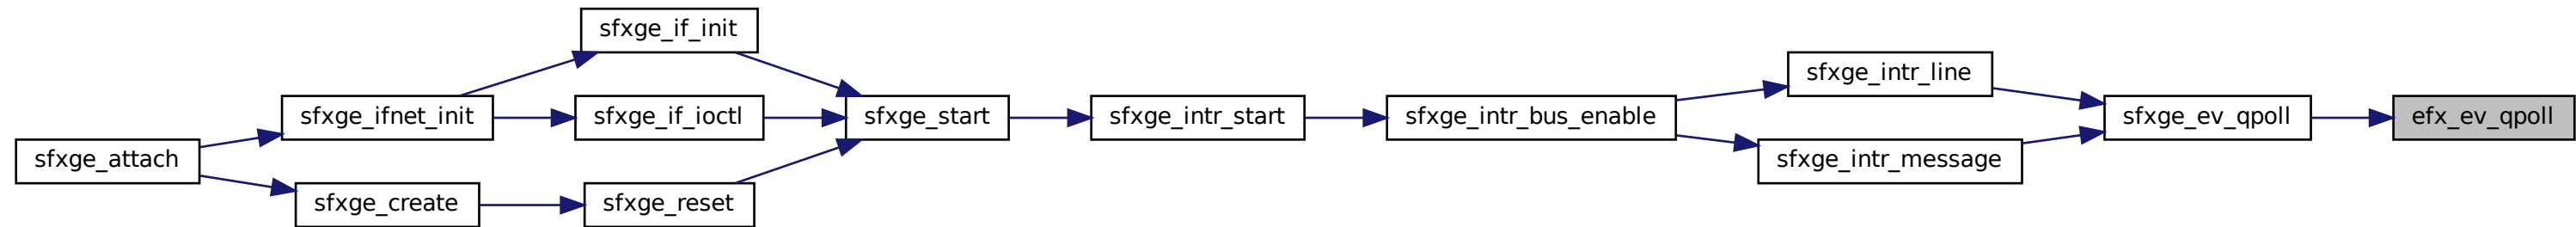 sfxge_if_init
sfxge_intr_line
sfxge_ifnet_init
sfxge_if_ioctl
sfxge_start
sfxge_intr_start
sfxge_intr_bus_enable
sfxge_ev_qpoll
efx_ev_qpoll
sfxge_attach
sfxge_intr_message
sfxge_create
sfxge_reset